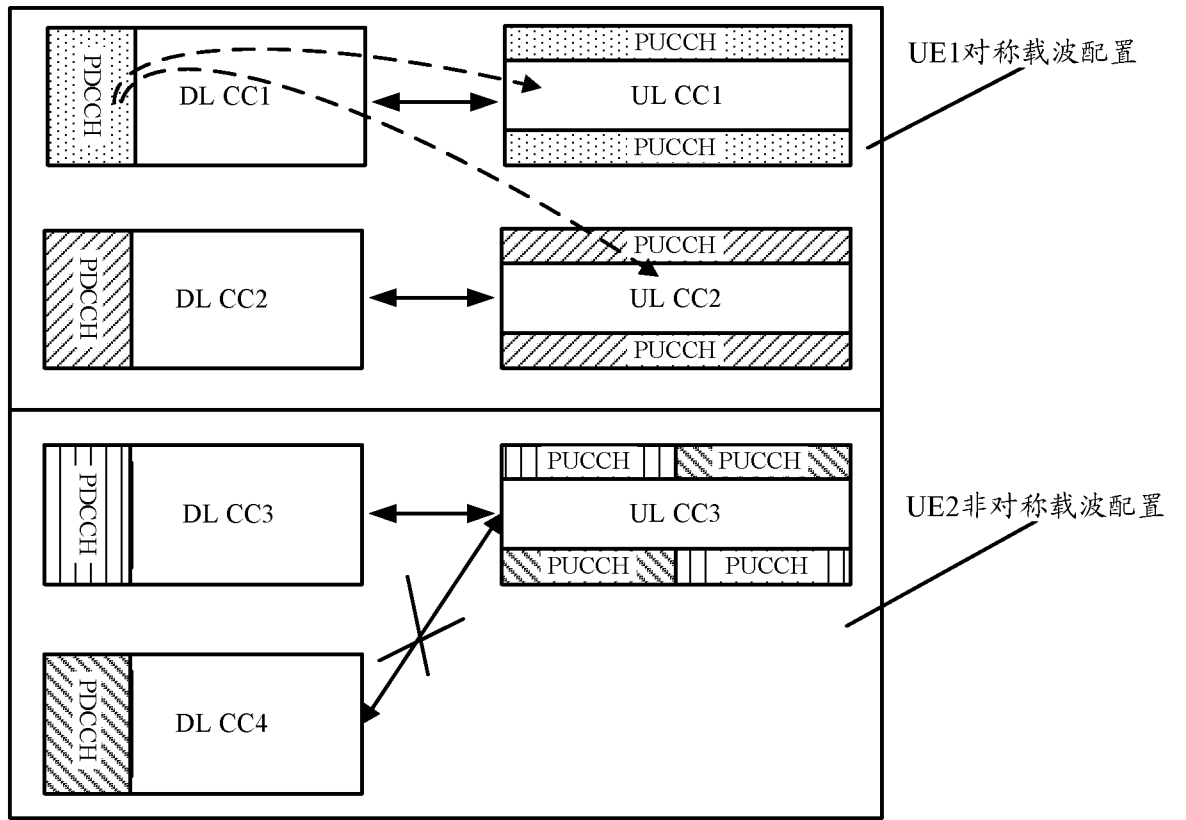 PUCCH
PDCCH
DL CC1
UL CC1
PUCCH
UE1对称载波配置
PUCCH
PDCCH
DL CC2
UL CC2
PUCCH
PUCCH PUCCH
PDCCH
DL CC3
UL CC3
PUCCH PUCCH
UE2非对称载波配置
PDCCH
DL CC4